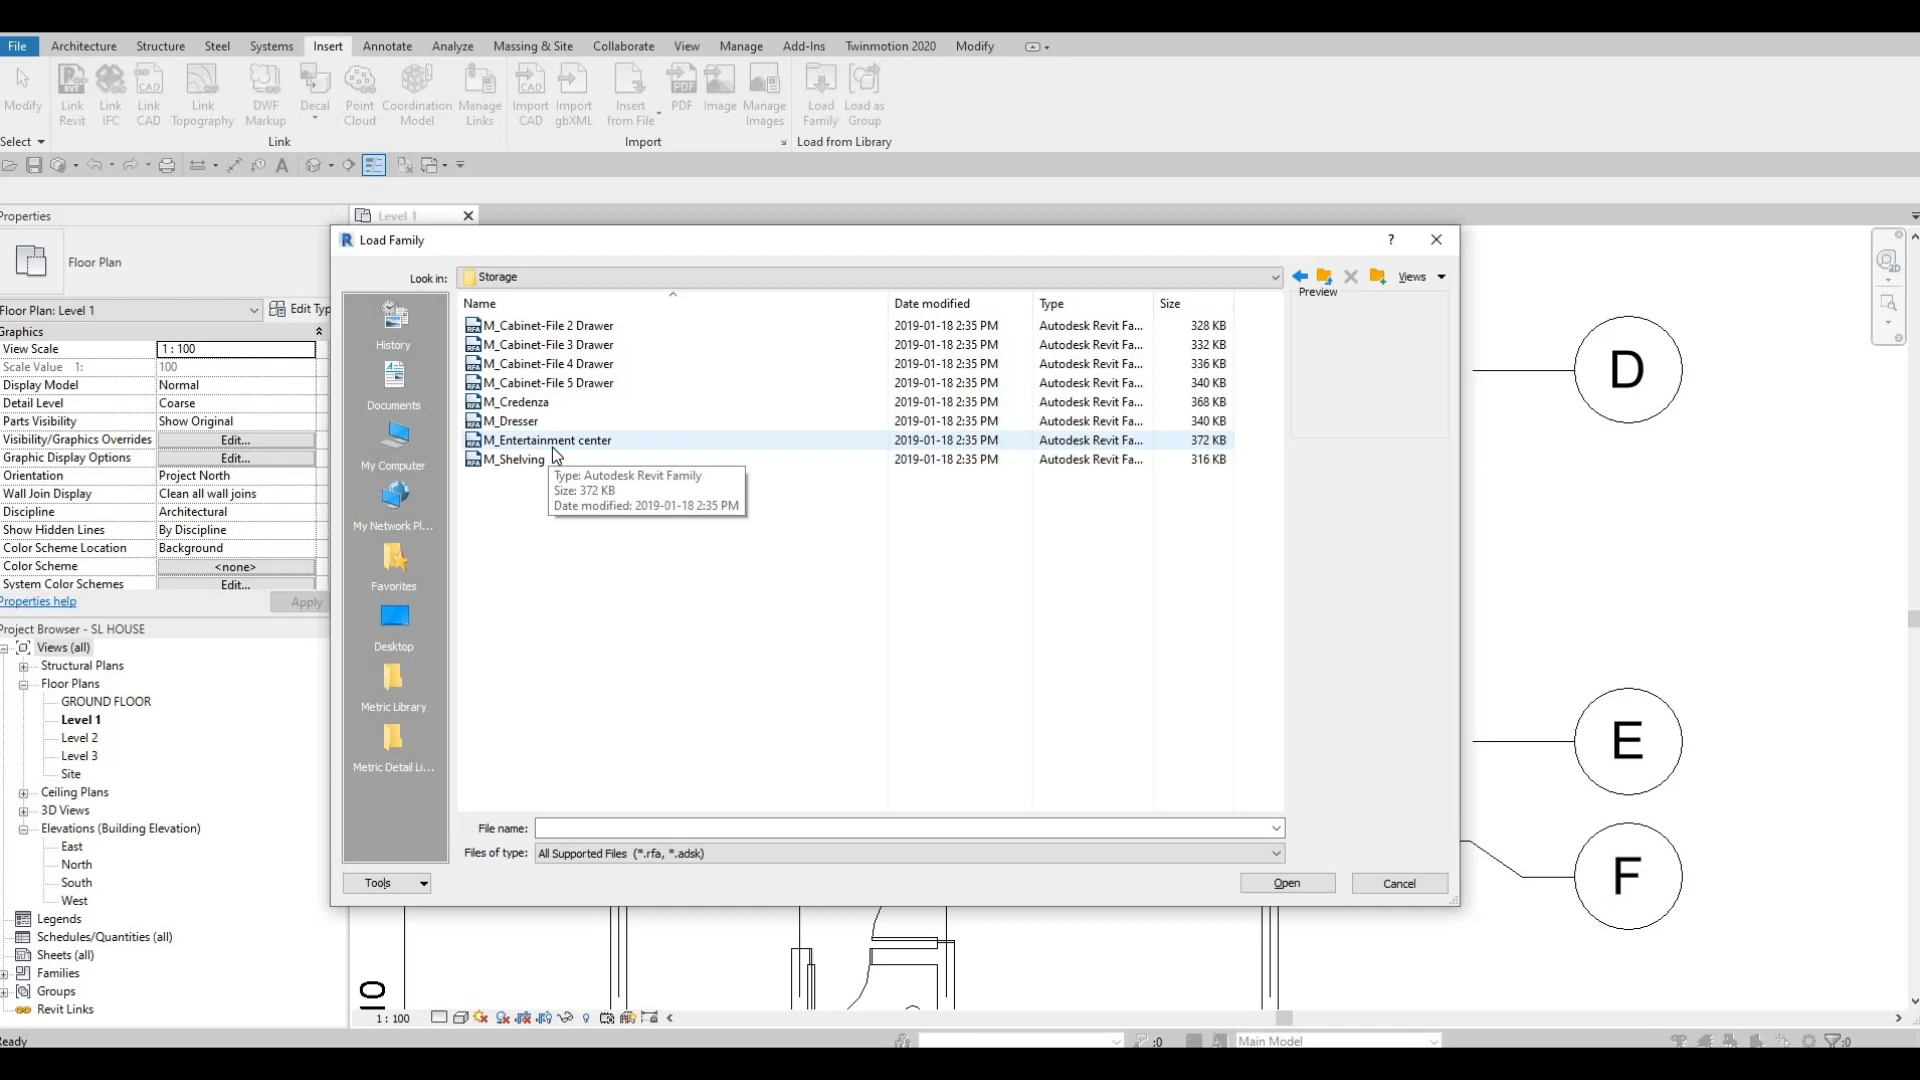 File Architecture Structure Steel Systems Insert Annotate Analyze Massing & Site Collaborate View Manage Add-Ins Twinmotion 2020 Modify
Modify
Link Revit
Link IFC
Link CAD
Link Topography
DWF Markup
Decal
Point Cloud
Coordination Model
Manage Links
Import CAD
Import gbXML
Insert from File
PDF
Image
Manage Images
Load Family
Load as Group
Select Link Import Load from Library
Properties
Level 1
Floor Plan
Floor Plan: Level 1 Edit Typ
Graphics
View Scale 1 : 100
Scale Value 1: 100
Display Model Normal
Detail Level Coarse
Parts Visibility Show Original
Visibility/Graphics Overrides Edit...
Graphic Display Options Edit...
Orientation Project North
Wall Join Display Clean all wall joins
Discipline Architectural
Show Hidden Lines By Discipline
Color Scheme Location Background
Color Scheme <none>
System Color Schemes Edit...
Properties help Apply
Project Browser - SL HOUSE
Views (all)
Structural Plans
Floor Plans
GROUND FLOOR
Level 1
Level 2
Level 3
Site
Ceiling Plans
3D Views
Elevations (Building Elevation)
East
North
South
West
Legends
Schedules/Quantities (all)
Sheets (all)
Families
Groups
Revit Links
Load Family
Look in: Storage Views
Preview
History
Documents
My Computer
My Network Pl...
Favorites
Desktop
Metric Library
Metric Detail Li...
Name Date modified Type Size
M_Cabinet-File 2 Drawer 2019-01-18 2:35 PM Autodesk Revit Fa... 328 KB
M_Cabinet-File 3 Drawer 2019-01-18 2:35 PM Autodesk Revit Fa... 332 KB
M_Cabinet-File 4 Drawer 2019-01-18 2:35 PM Autodesk Revit Fa... 336 KB
M_Cabinet-File 5 Drawer 2019-01-18 2:35 PM Autodesk Revit Fa... 340 KB
M_Credenza 2019-01-18 2:35 PM Autodesk Revit Fa... 368 KB
M_Dresser 2019-01-18 2:35 PM Autodesk Revit Fa... 340 KB
M_Entertainment center 2019-01-18 2:35 PM Autodesk Revit Fa... 372 KB
M_Shelving 2019-01-18 2:35 PM Autodesk Revit Fa... 316 KB
Type: Autodesk Revit Family
Size: 372 KB
Date modified: 2019-01-18 2:35 PM
File name:
Files of type: All Supported Files (*.rfa, *.adsk)
Tools Open Cancel
D
E
F
1 : 100
eady :0 Main Model :0